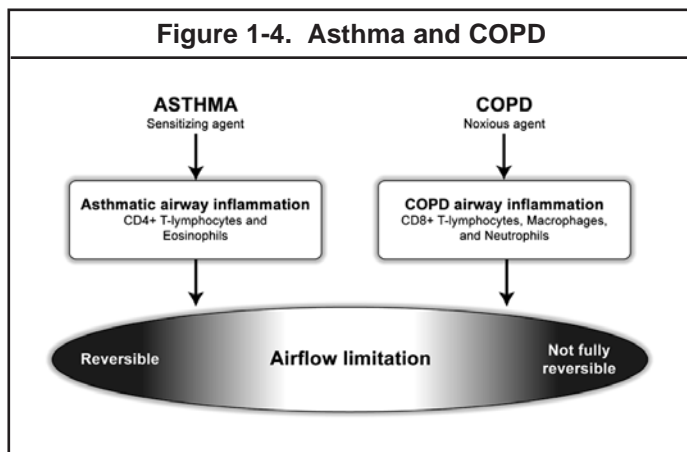 Figure 1-4. Asthma and COPD
ASTHMA
Sensitizing agent
COPD
Noxious agent
Asthmatic airway inflammation
CD4+ T-lymphocytes and
Eosinophils
COPD airway inflammation
CD8+ T-lymphocytes, Macrophages,
and Neutrophils
Reversible
Airflow limitation
Not fully
reversible